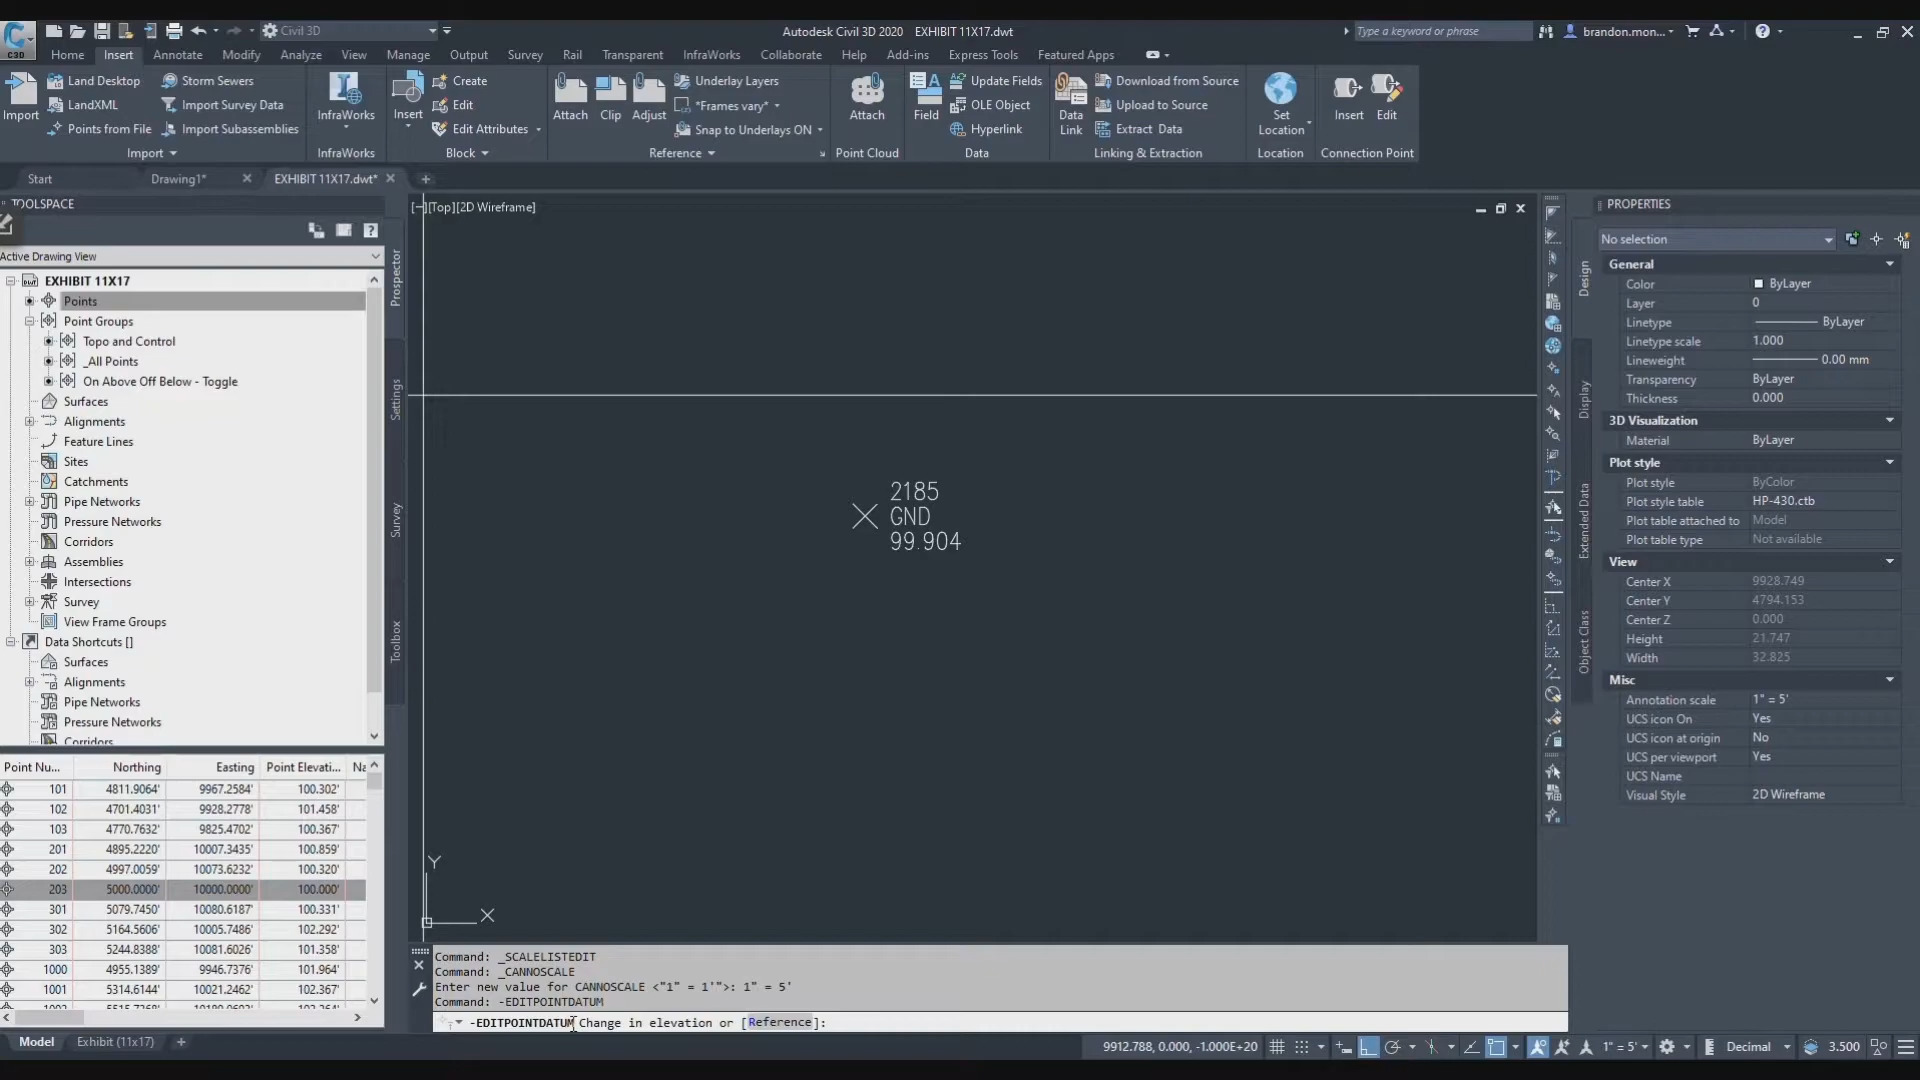 C3D
Civil 3D
Autodesk Civil 3D 2020 EXHIBIT 11X17.dwt
Type a keyword or phrase
brandon.mon...
Home Insert Annotate Modify Analyze View Manage Output Survey Rail Transparent InfraWorks Collaborate Help Add-ins Express Tools Featured Apps
Land Desktop Storm Sewers Create Underlay Layers Update Fields Download from Source
LandXML Import Survey Data Edit *Frames vary* OLE Object Upload to Source
Import InfraWorks Insert Attach Clip Adjust Attach Field Data Link Set Location Insert Edit
Points from File Import Subassemblies Edit Attributes Snap to Underlays ON Hyperlink Extract Data
Import InfraWorks Block Reference Point Cloud Data Linking & Extraction Location Connection Point
Start Drawing1* EXHIBIT 11X17.dwt*
TOOLSPACE
[−][Top][2D Wireframe]
Active Drawing View
EXHIBIT 11X17
Points
Point Groups
Topo and Control
_All Points
On Above Off Below - Toggle
Surfaces
Alignments
Feature Lines
Sites
Catchments
Pipe Networks
Pressure Networks
Corridors
Assemblies
Intersections
Survey
View Frame Groups
Data Shortcuts []
Surfaces
Alignments
Pipe Networks
Pressure Networks
Corridors
Prospector
Settings
Survey
Toolbox
Point Nu... Northing Easting Point Elevati... Na
101 4811.9064' 9967.2584' 100.302'
102 4701.4031' 9928.2778' 101.458'
103 4770.7632' 9825.4702' 100.367'
201 4895.2220' 10007.3435' 100.859'
202 4997.0059' 10073.6232' 100.320'
203 5000.0000' 10000.0000' 100.000'
301 5079.7450' 10080.6187' 100.331'
302 5164.5606' 10005.7486' 102.292'
303 5244.8388' 10081.6026' 101.358'
1000 4955.1389' 9946.7376' 101.964'
1001 5314.6144' 10021.2421' 102.367'
2185
GND
99.904
Y
X
Command: _SCALELISTEDIT
Command: _CANNOSCALE
Enter new value for CANNOSCALE <"1" = 1'">: 1" = 5'
Command: -EDITPOINTDATUM
-EDITPOINTDATUM Change in elevation or [Reference]:
PROPERTIES
No selection
General
Color ByLayer
Layer 0
Linetype ByLayer
Linetype scale 1.000
Lineweight 0.00 mm
Transparency ByLayer
Thickness 0.000
3D Visualization
Material ByLayer
Plot style
Plot style ByColor
Plot style table HP-430.ctb
Plot table attached to Model
Plot table type Not available
View
Center X 9928.749
Center Y 4794.153
Center Z 0.000
Height 21.747
Width 32.825
Misc
Annotation scale 1" = 5'
UCS icon On Yes
UCS icon at origin No
UCS per viewport Yes
UCS Name
Visual Style 2D Wireframe
Design
Display
Extended Data
Object Class
Model Exhibit (11x17)
9912.788, 0.000, -1.000E+20
1" = 5'
Decimal
3.500